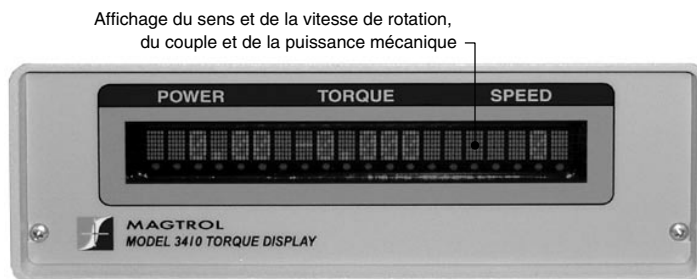 Affichage du sens et de la vitesse de rotation,
du couple et de la puissance mécanique
POWER TORQUE SPEED
MAGTROL
MODEL 3410 TORQUE DISPLAY